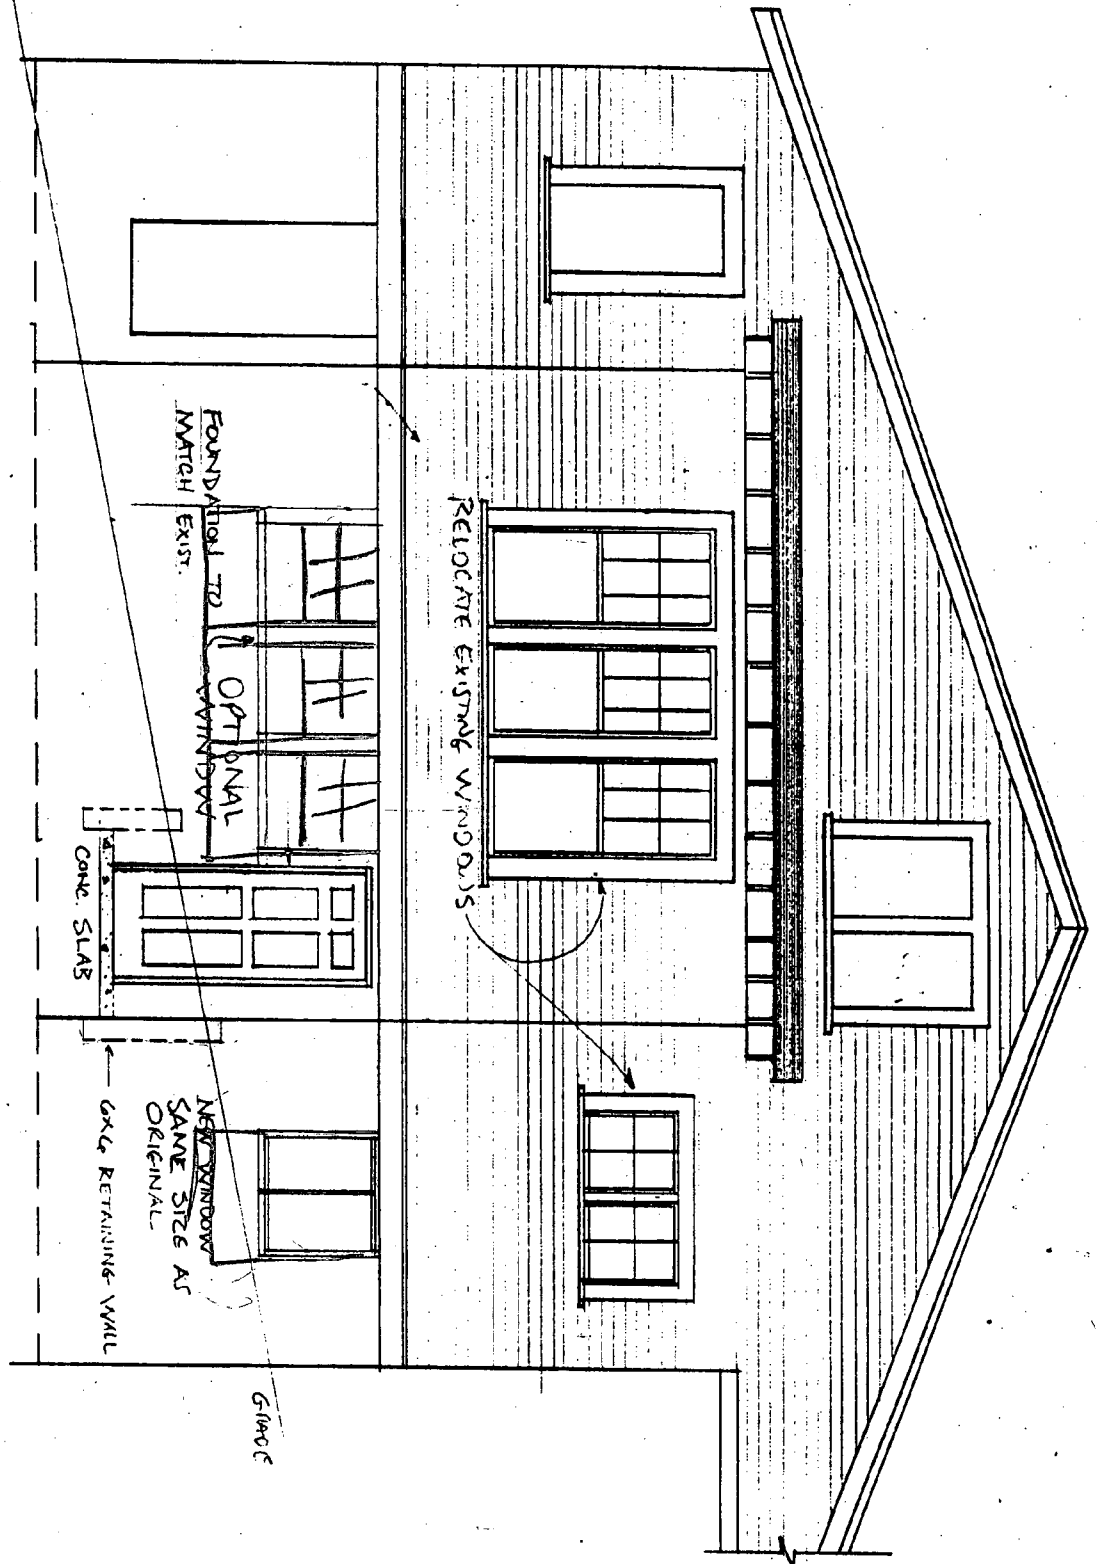 RELOCATE EXISTING WINDOWS
FOUNDATION TO
MATCH EXIST.
OPTIONAL
WINDOW
CONC. SLAB
NEW WINDOW
SAME SIZE AS
ORIGINAL
6X6 RETAINING WALL
GRADE